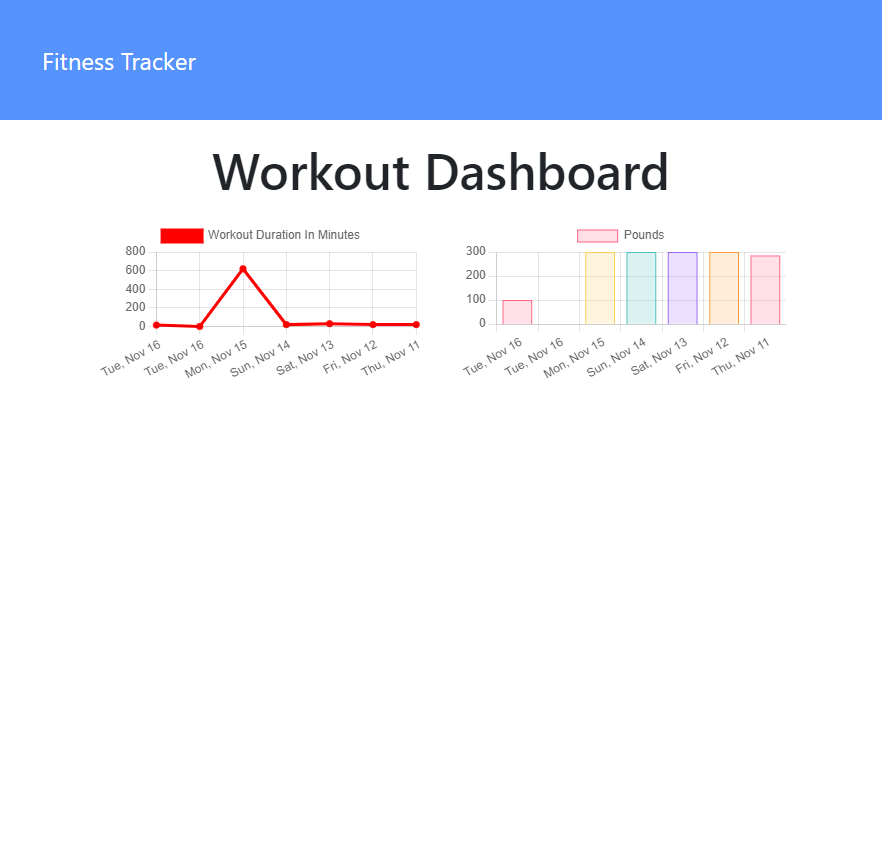 Fitness Tracker
Workout Dashboard
Workout Duration In Minutes
800
600
400
200
0
Tue, Nov 16
Tue, Nov 16
Mon, Nov 15
Sun, Nov 14
Sat, Nov 13
Fri, Nov 12
Thu, Nov 11
Pounds
300
200
100
0
Tue, Nov 16
Tue, Nov 16
Mon, Nov 15
Sun, Nov 14
Sat, Nov 13
Fri, Nov 12
Thu, Nov 11